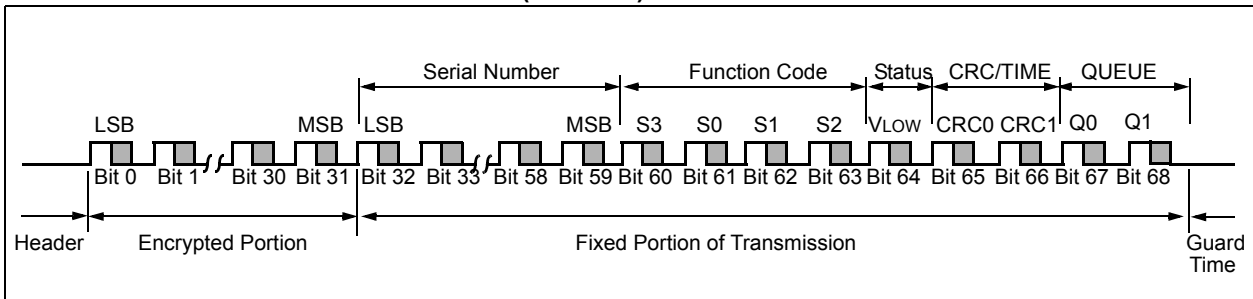 Serial Number Function Code Status CRC/TIME QUEUE
LSB MSB LSB MSB S3 S0 S1 S2 VLOW CRC0 CRC1 Q0 Q1
Bit 0 Bit 1 Bit 30 Bit 31 Bit 32 Bit 33 Bit 58 Bit 59 Bit 60 Bit 61 Bit 62 Bit 63 Bit 64 Bit 65 Bit 66 Bit 67 Bit 68
Header Encrypted Portion Fixed Portion of Transmission Guard
Time